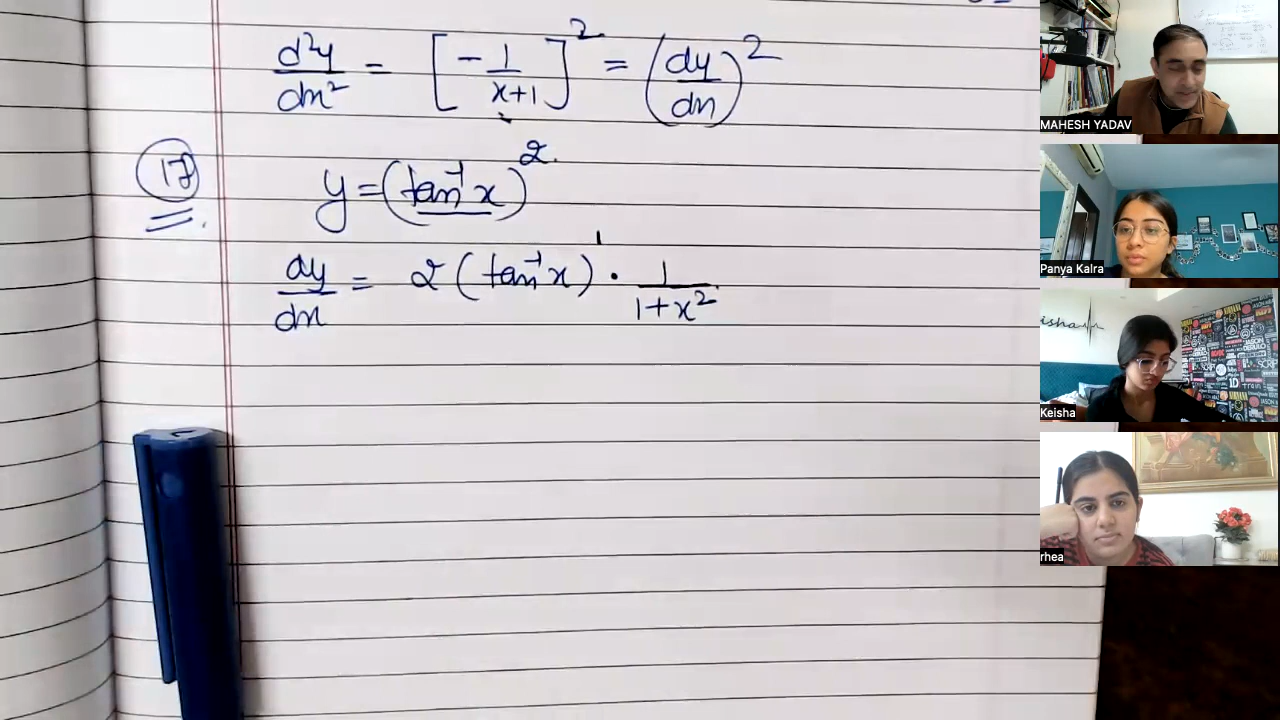 d²y/dx² = [-1/(x+1)]² = (dy/dx)²
17 y = (tan⁻¹x)².
dy/dx = 2(tan⁻¹x)¹ · 1/(1+x²)
MAHESH YADAV
Panya Kalra
Keisha
rhea